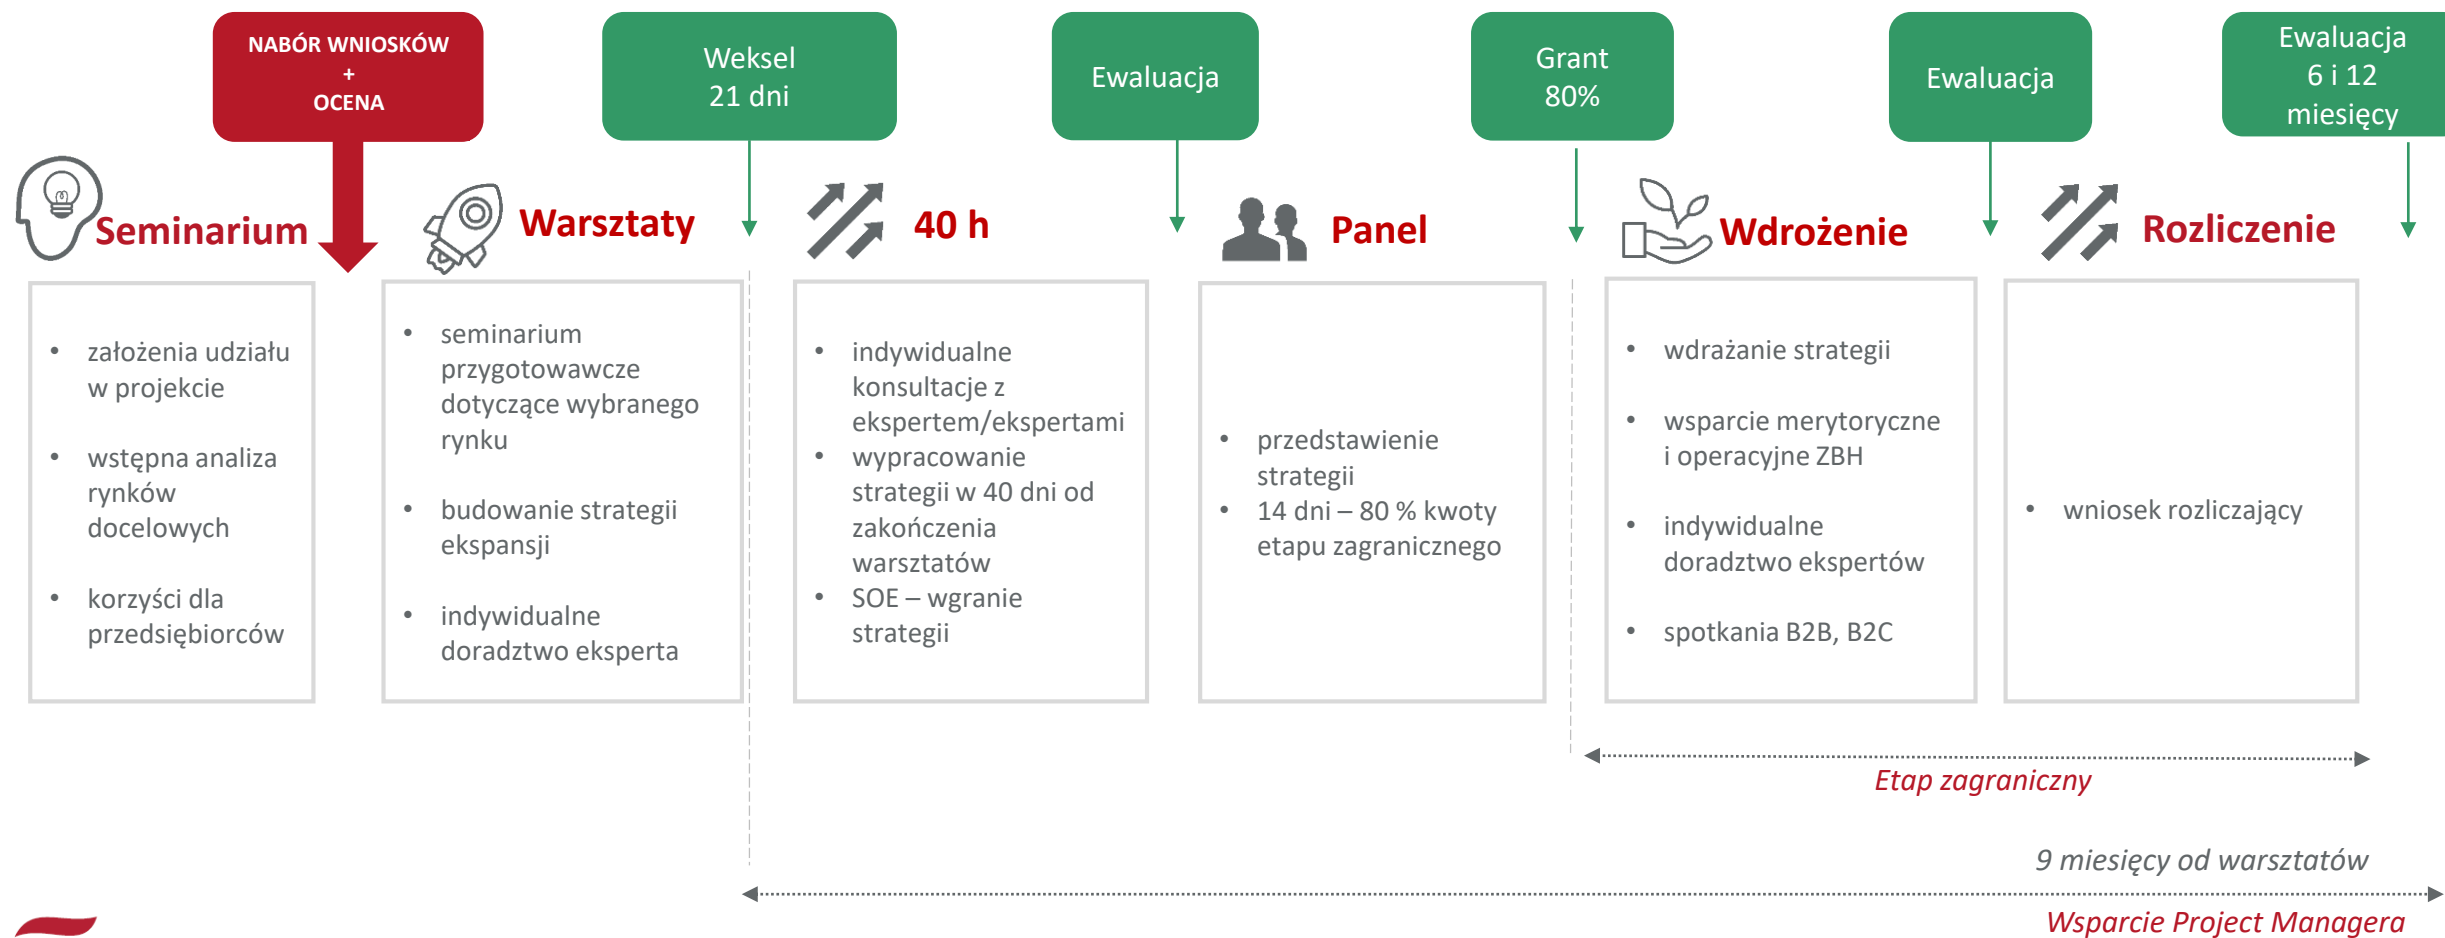 NABÓR WNIOSKÓW
+
OCENA
Weksel
21 dni
Ewaluacja
Grant
80%
Ewaluacja
Ewaluacja
6 i 12
miesięcy
Seminarium
Warsztaty
40 h
Panel
Wdrożenie
Rozliczenie
• założenia udziału
w projekcie
• wstępna analiza
rynków
docelowych
• korzyści dla
przedsiębiorców
• seminarium
przygotowawcze
dotyczące wybranego
rynku
• budowanie strategii
ekspansji
• indywidualne
doradztwo eksperta
• indywidualne
konsultacje z
ekspertem/ekspertami
• wypracowanie
strategii w 40 dni od
zakończenia
warsztatów
• SOE – wgranie
strategii
• przedstawienie
strategii
• 14 dni – 80 % kwoty
etapu zagranicznego
• wdrażanie strategii
• wsparcie merytoryczne
i operacyjne ZBH
• indywidualne
doradztwo ekspertów
• spotkania B2B, B2C
• wniosek rozliczający
Etap zagraniczny
9 miesięcy od warsztatów
Wsparcie Project Managera